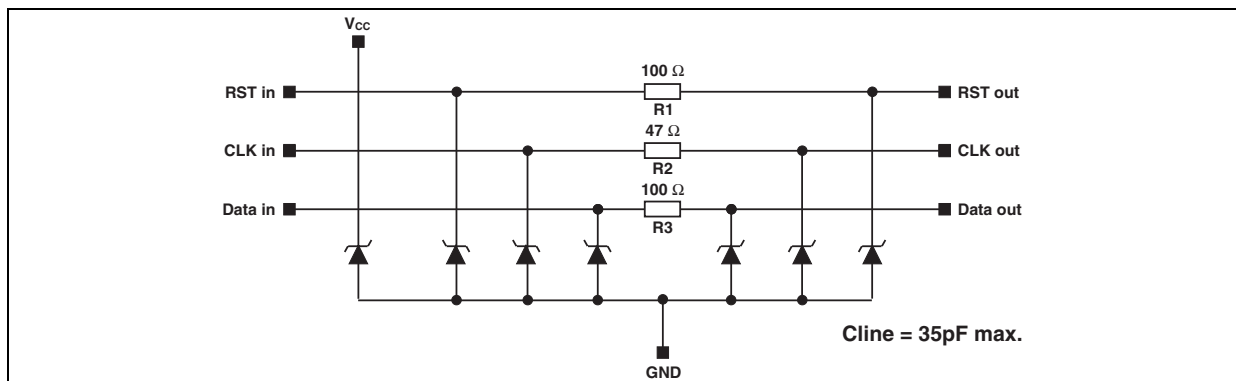 Vcc
100 Ω
RST in
RST out
R1
47 Ω
CLK in
CLK out
R2
100 Ω
Data in
Data out
R3
Cline = 35pF max.
GND